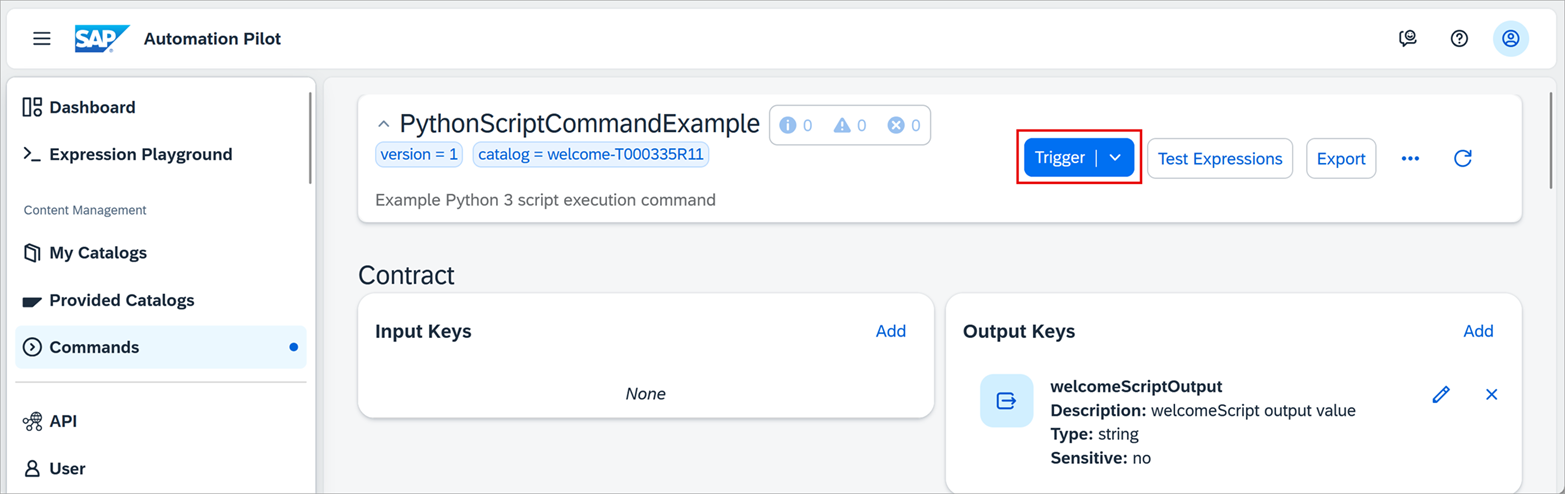 SAP Automation Pilot
Dashboard
Expression Playground
Content Management
My Catalogs
Provided Catalogs
Commands
API
User
PythonScriptCommandExample 0 0 0
version = 1 catalog = welcome-T000335R11
Example Python 3 script execution command
Trigger Test Expressions Export
Contract
Input Keys Add
None
Output Keys Add
welcomeScriptOutput
Description: welcomeScript output value
Type: string
Sensitive: no